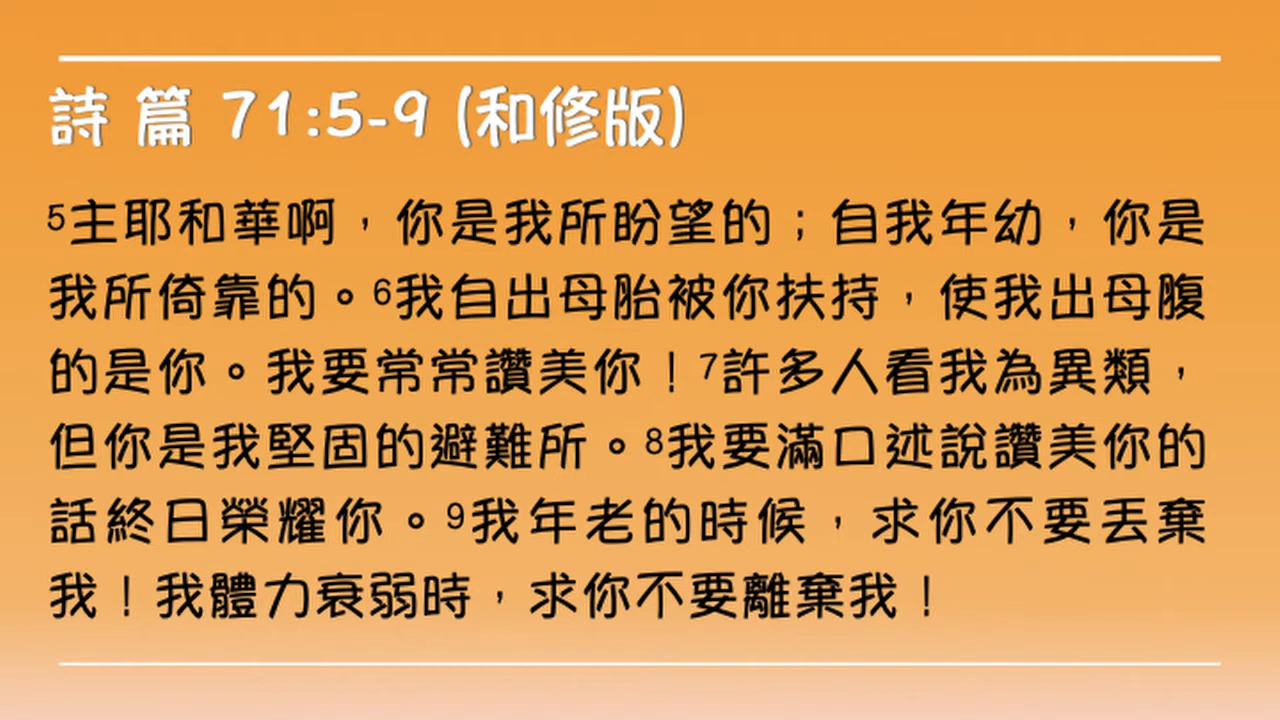 詩 篇 71:5-9 (和修版)
5主耶和華啊，你是我所盼望的；自我年幼，你是
我所倚靠的。6我自出母胎被你扶持，使我出母腹
的是你。我要常常讚美你！7許多人看我為異類，
但你是我堅固的避難所。8我要滿口述說讚美你的
話終日榮耀你。9我年老的時候，求你不要丟棄
我！我體力衰弱時，求你不要離棄我！